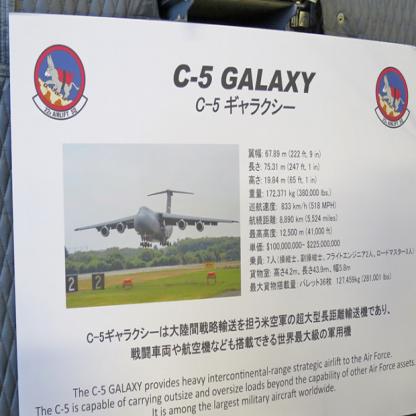 C-5 GALAXY
C-5 ギャラクシー
22D AIRLIFT SQ
22D AIRLIFT SQ
翼幅: 67.89 m (222 ft, 9 in)
長さ: 75.31 m (247 ft, 1 in)
高さ: 19.84 m (65 ft, 1 in)
重量: 172,371 kg (380,000 lbs.)
巡航速度: 833 km/h (518 MPH)
航続距離: 8,890 km (5,524 miles)
最高高度: 12,500 m (41,000 ft)
単価: $100,000,000- $225,000,000
乗員: 7人(操縦士、副操縦士、フライトエンジニア2人、ロードマスター3人)
貨物室: 高さ4.2m、長さ43.9m、幅5.8m
最大貨物搭載量: パレット36枚 127,459kg (281,001 lbs)
2 2
C-5ギャラクシーは大陸間戦略輸送を担う米空軍の超大型長距離輸送機であり、
戦闘車両や航空機なども搭載できる世界最大級の軍用機
The C-5 GALAXY provides heavy intercontinental-range strategic airlift to the Air Force.
The C-5 is capable of carrying outsize and oversize loads beyond the capability of other Air Force assets.
It is among the largest military aircraft worldwide.